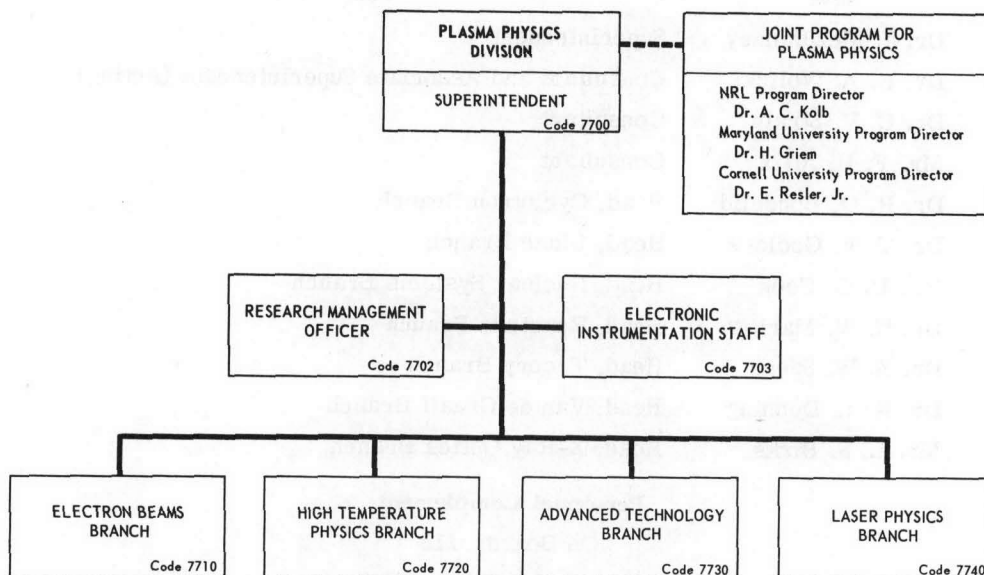 PLASMA PHYSICS
DIVISION
SUPERINTENDENT
Code 7700
JOINT PROGRAM FOR
PLASMA PHYSICS
NRL Program Director
Dr. A. C. Kolb
Maryland University Program Director
Dr. H. Griem
Cornell University Program Director
Dr. E. Resler, Jr.
RESEARCH MANAGEMENT
OFFICER
Code 7702
ELECTRONIC
INSTRUMENTATION STAFF
Code 7703
ELECTRON BEAMS
BRANCH
Code 7710
HIGH TEMPERATURE
PHYSICS BRANCH
Code 7720
ADVANCED TECHNOLOGY
BRANCH
Code 7730
LASER PHYSICS
BRANCH
Code 7740